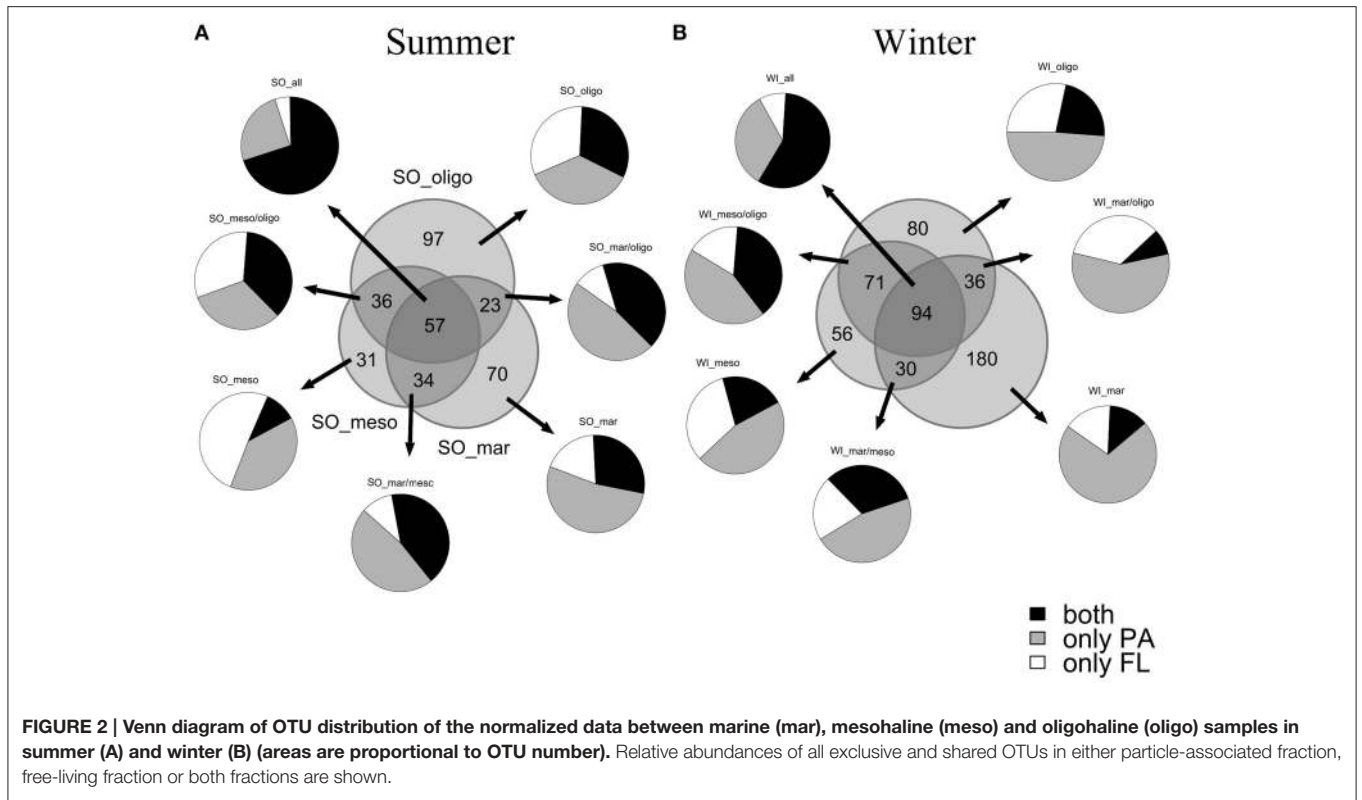 A
Summer
B
Winter
SO_all
SO_oligo
WI_all
WI_oligo
SO_oligo
SO_meso/oligo
97
SO_mar/oligo
WI_meso/oligo
80
WI_mar/oligo
36
23
71
36
57
94
31
34
70
56
30
180
SO_meso
SO_meso
SO_mar
SO_mar
WI_meso
WI_mar
SO_mar/mesc
WI_mar/meso
both
only PA
only FL
FIGURE 2 | Venn diagram of OTU distribution of the normalized data between marine (mar), mesohaline (meso) and oligohaline (oligo) samples in
summer (A) and winter (B) (areas are proportional to OTU number). Relative abundances of all exclusive and shared OTUs in either particle-associated fraction,
free-living fraction or both fractions are shown.